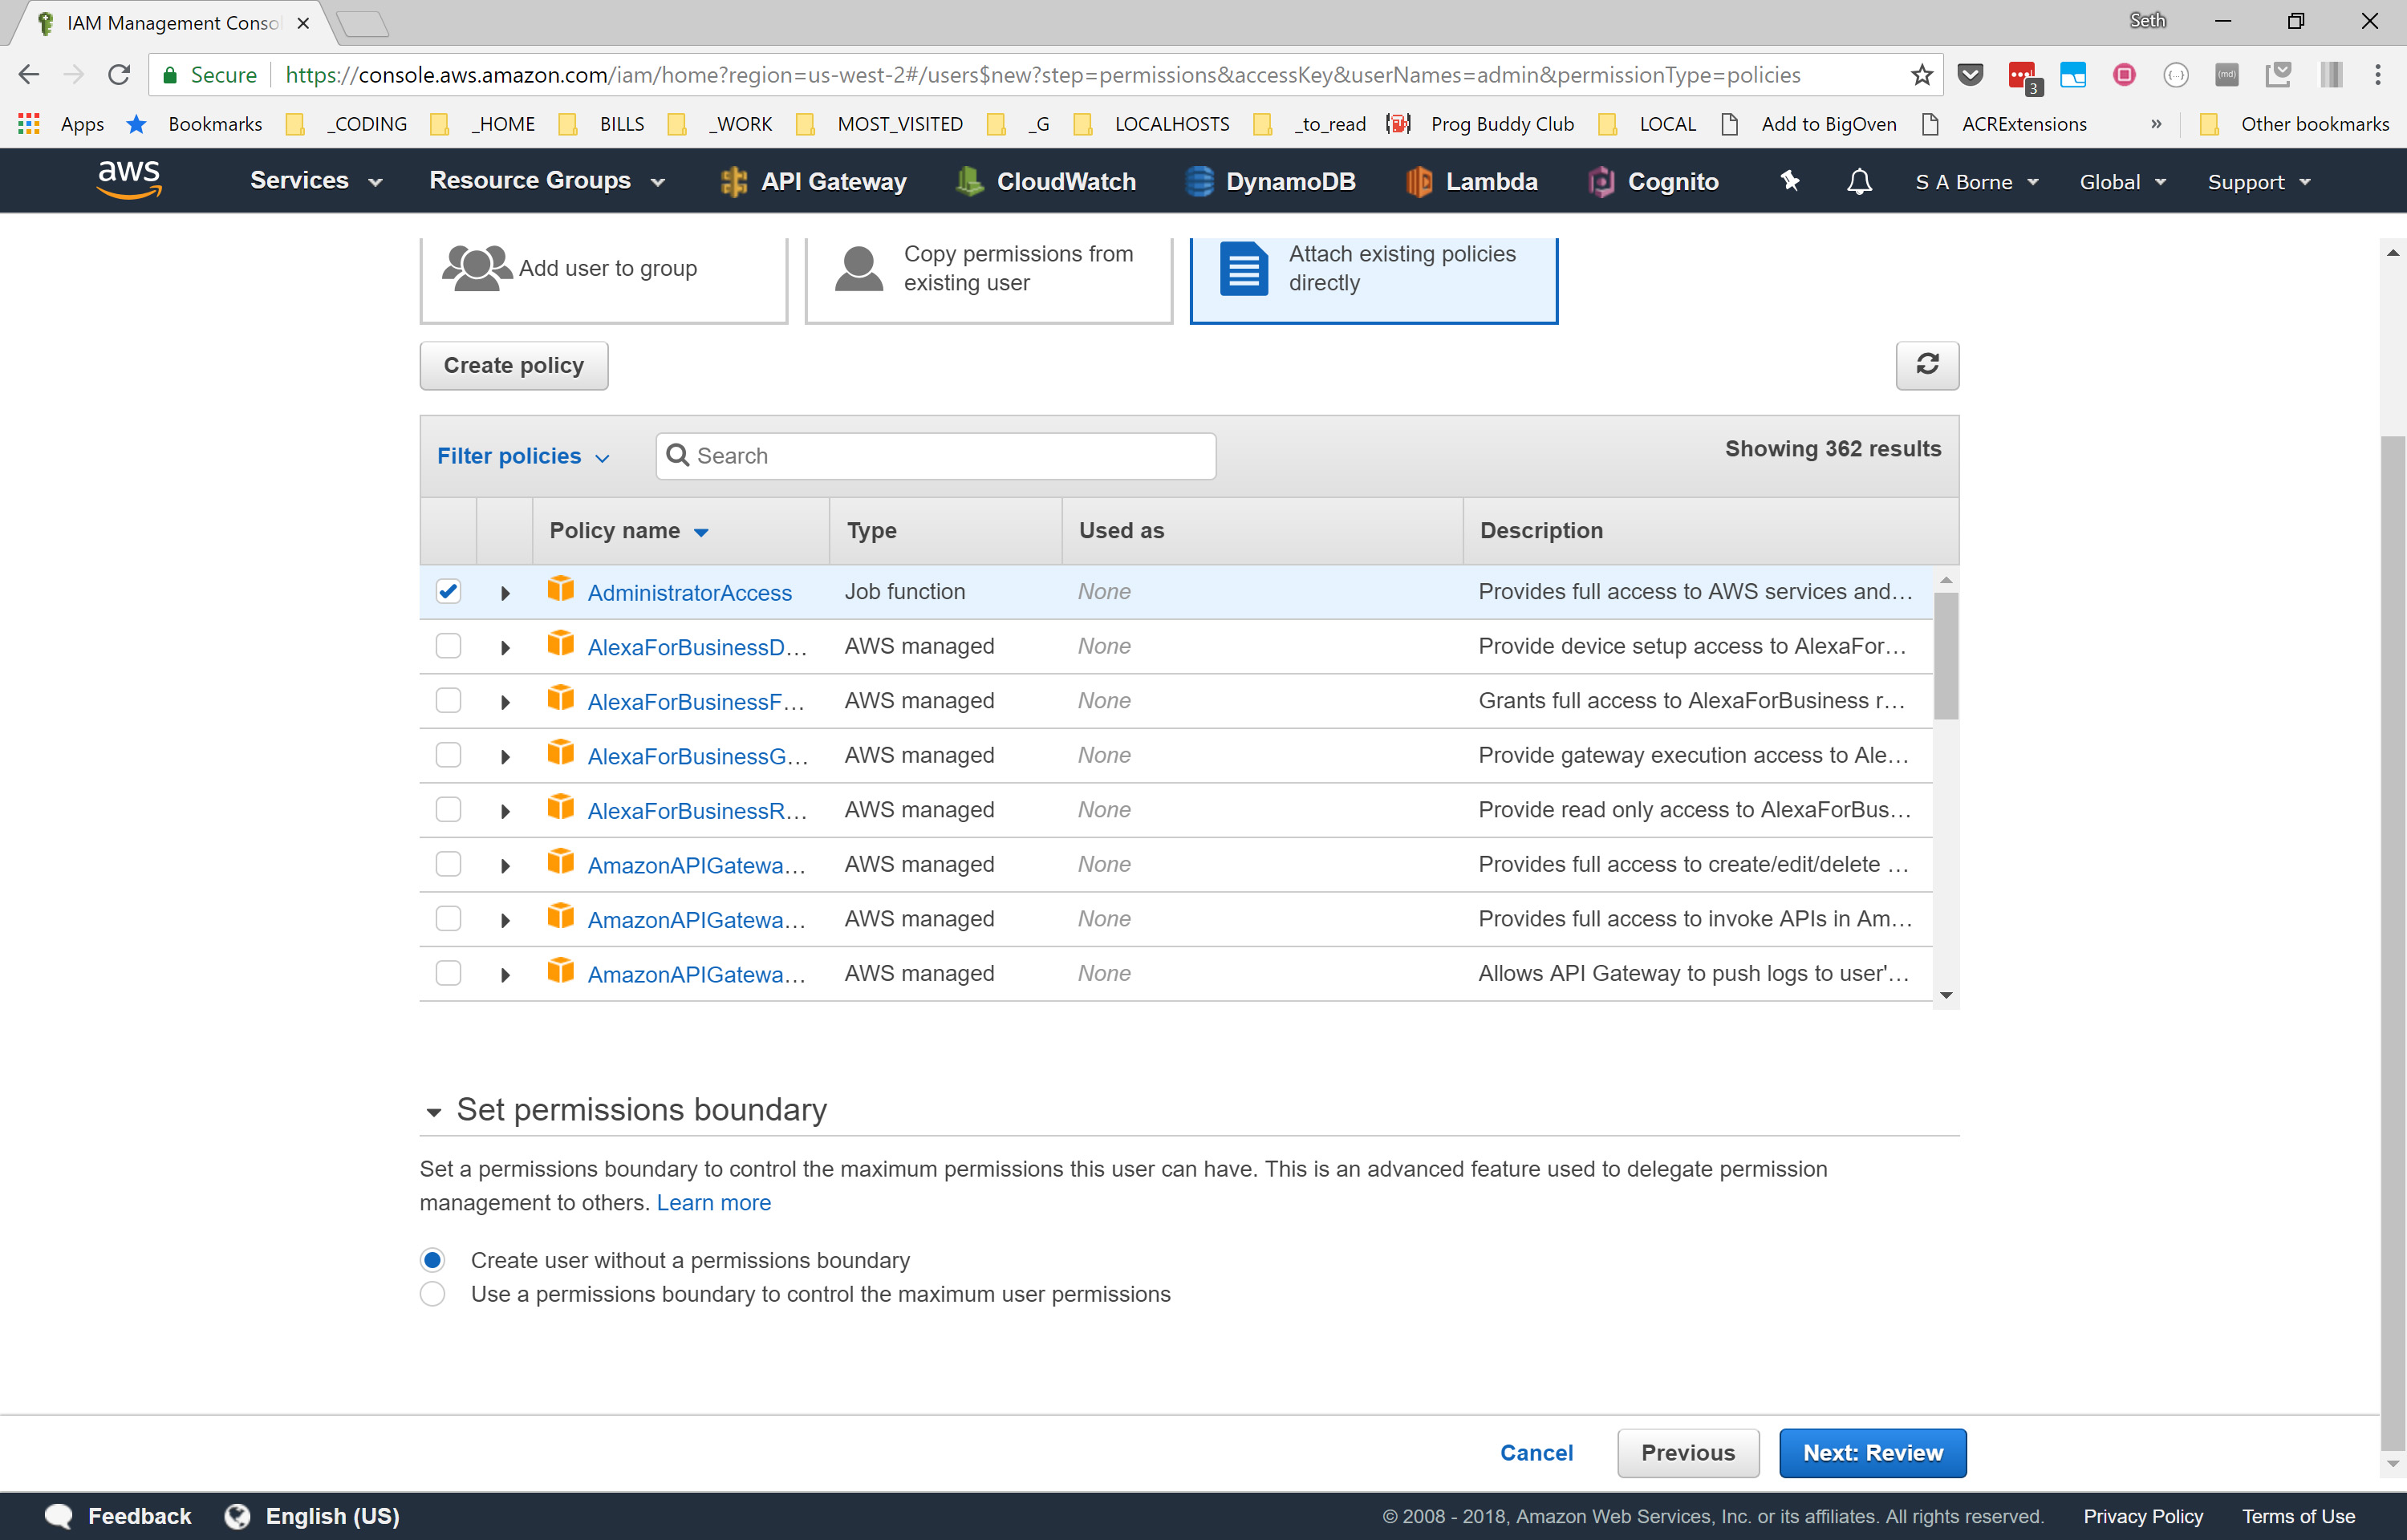 IAM Management Conso
Seth
Secure
https://console.aws.amazon.com/iam/home?region=us-west-2#/users$new?step=permissions&accessKey&userNames=admin&permissionType=policies
3
Apps
Bookmarks
_CODING
_HOME
BILLS
_WORK
MOST_VISITED
_G
LOCALHOSTS
_to_read
Prog Buddy Club
LOCAL
Add to BigOven
ACRExtensions
»
Other bookmarks
aws
Services
Resource Groups
API Gateway
CloudWatch
DynamoDB
Lambda
Cognito
S A Borne
Global
Support
Add user to group
Copy permissions from
existing user
Attach existing policies
directly
Create policy
Filter policies
Search
Showing 362 results
Policy name
Type
Used as
Description
AdministratorAccess Job function None Provides full access to AWS services and…
AlexaForBusinessD… AWS managed None Provide device setup access to AlexaFor…
AlexaForBusinessF… AWS managed None Grants full access to AlexaForBusiness r…
AlexaForBusinessG… AWS managed None Provide gateway execution access to Ale…
AlexaForBusinessR… AWS managed None Provide read only access to AlexaForBus…
AmazonAPIGatewa… AWS managed None Provides full access to create/edit/delete …
AmazonAPIGatewa… AWS managed None Provides full access to invoke APIs in Am…
AmazonAPIGatewa… AWS managed None Allows API Gateway to push logs to user'…
Set permissions boundary
Set a permissions boundary to control the maximum permissions this user can have. This is an advanced feature used to delegate permission
management to others. Learn more
Create user without a permissions boundary
Use a permissions boundary to control the maximum user permissions
Cancel
Previous
Next: Review
Feedback
English (US)
© 2008 - 2018, Amazon Web Services, Inc. or its affiliates. All rights reserved.
Privacy Policy
Terms of Use